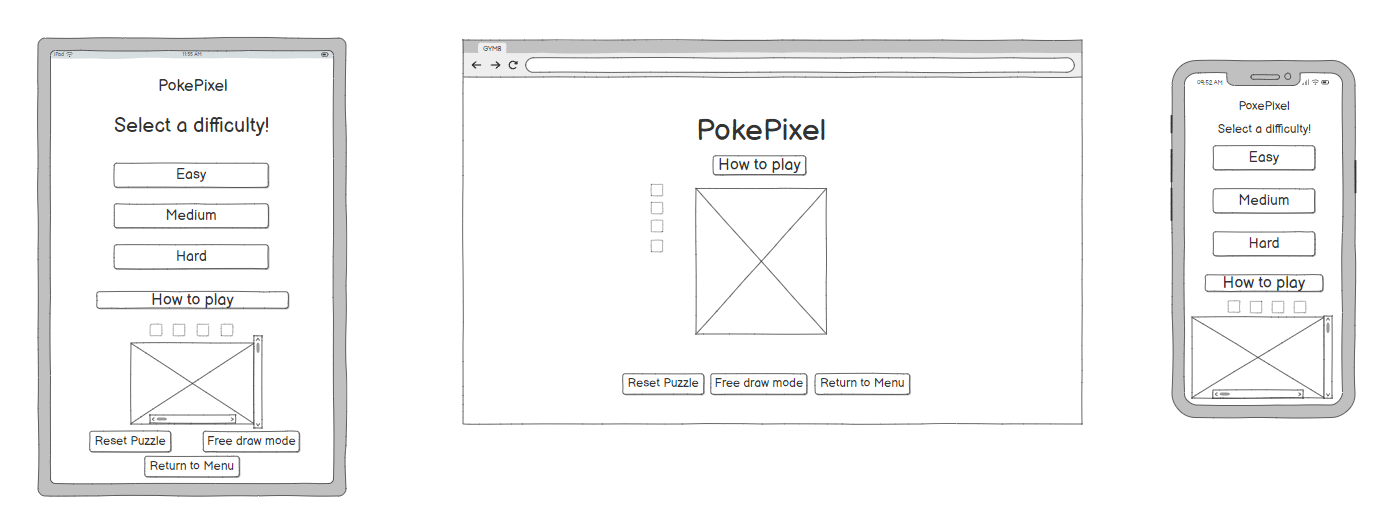 iPad
11:55 AM
PokePixel
Select a difficulty!
Easy
Medium
Hard
How to play
Reset Puzzle
Free draw mode
Return to Menu
GYMB
PokePixel
How to play
Reset Puzzle
Free draw mode
Return to Menu
09:52 AM
PoxePIxel
Select a difficulty!
Easy
Medium
Hard
How to play